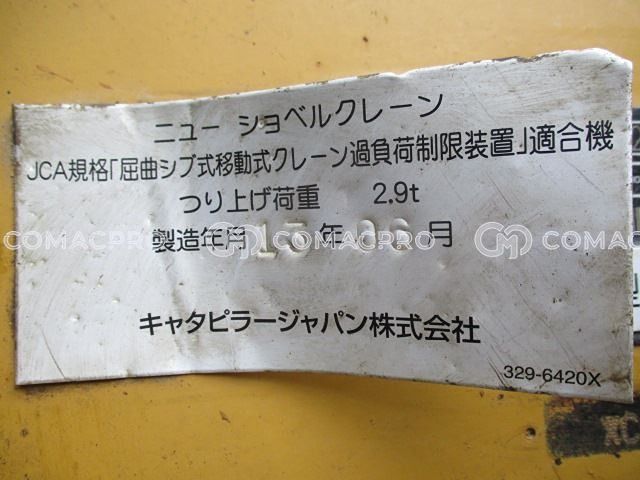 ニュー ショベルクレーン
JCA規格「屈曲ジブ式移動式クレーン過負荷制限装置」適合機
つり上げ荷重 2.9t
製造年月 年 月
キャタピラージャパン株式会社
329-6420X
COMACPRO COMACPRO COMACPRO